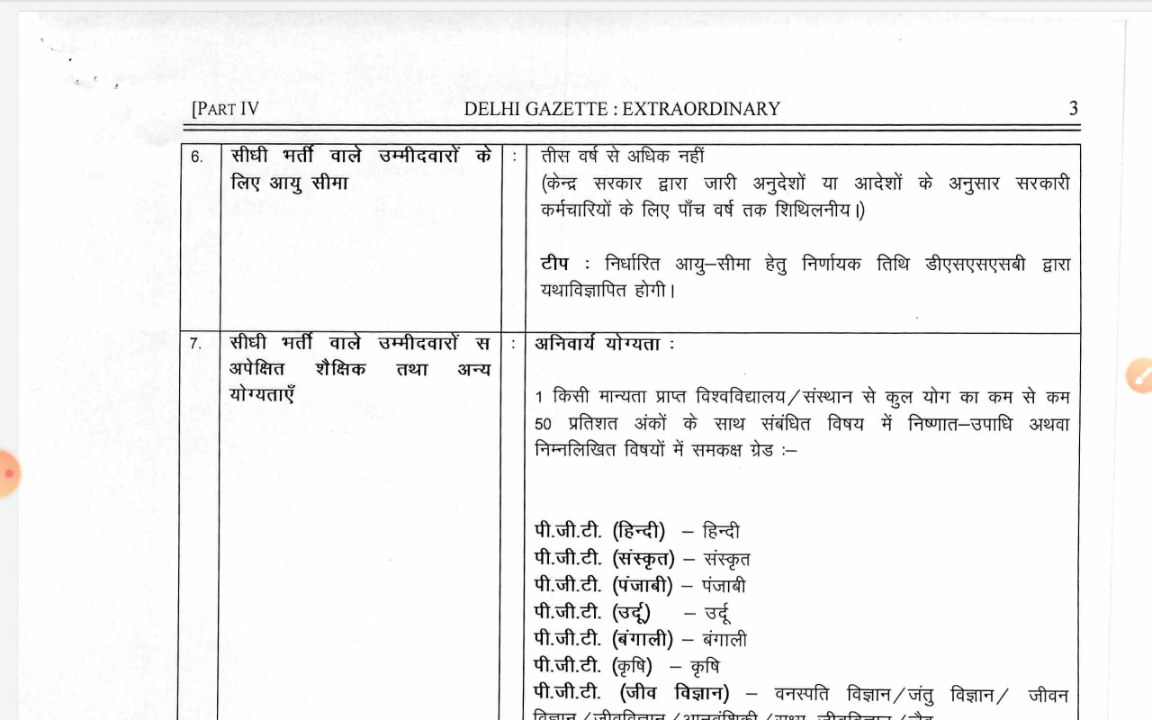 [PART IV
DELHI GAZETTE : EXTRAORDINARY
3
6.
सीधी भर्ती वाले उम्मीदवारों के
लिए आयु सीमा
:
तीस वर्ष से अधिक नहीं
(केन्द्र सरकार द्वारा जारी अनुदेशों या आदेशों के अनुसार सरकारी
कर्मचारियों के लिए पाँच वर्ष तक शिथिलनीय।)
टीप : निर्धारित आयु–सीमा हेतु निर्णायक तिथि डीएसएसएसबी द्वारा
यथाविज्ञापित होगी।
7.
सीधी भर्ती वाले उम्मीदवारों स
अपेक्षित शैक्षिक तथा अन्य
योग्यताएँ
:
अनिवार्य योग्यता :
1 किसी मान्यता प्राप्त विश्वविद्यालय/संस्थान से कुल योग का कम से कम
50 प्रतिशत अंकों के साथ संबंधित विषय में निष्णात–उपाधि अथवा
निम्नलिखित विषयों में समकक्ष ग्रेड :–
पी.जी.टी. (हिन्दी) – हिन्दी
पी.जी.टी. (संस्कृत) – संस्कृत
पी.जी.टी. (पंजाबी) – पंजाबी
पी.जी.टी. (उर्दू) – उर्दू
पी.जी.टी. (बंगाली) – बंगाली
पी.जी.टी. (कृषि) – कृषि
पी.जी.टी. (जीव विज्ञान) – वनस्पति विज्ञान/जंतु विज्ञान/ जीवन
विज्ञान/जीवविज्ञान/आनुवंशिकी/सूक्ष्म जीवविज्ञान/जैव